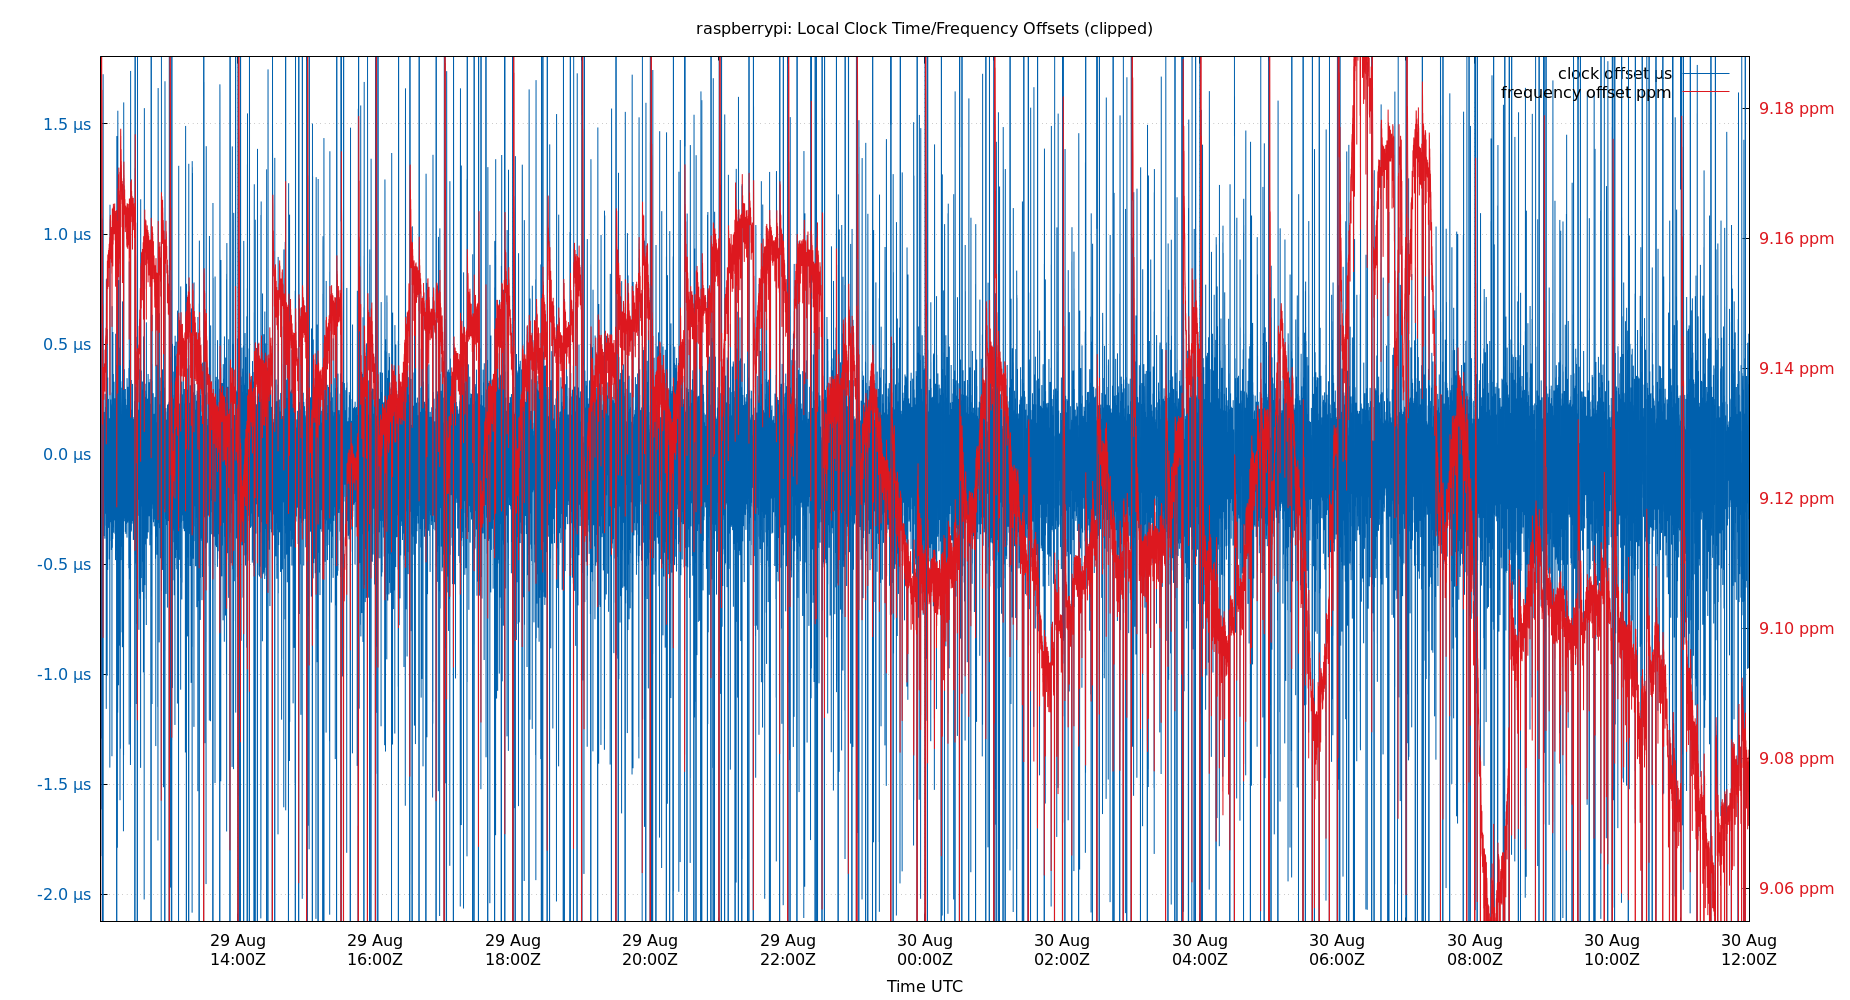 raspberrypi: Local Clock Time/Frequency Offsets (clipped)
clock offset µs
frequency offset ppm
1.5 µs
1.0 µs
0.5 µs
0.0 µs
-0.5 µs
-1.0 µs
-1.5 µs
-2.0 µs
9.18 ppm
9.16 ppm
9.14 ppm
9.12 ppm
9.10 ppm
9.08 ppm
9.06 ppm
29 Aug 29 Aug 29 Aug 29 Aug 29 Aug 30 Aug 30 Aug 30 Aug 30 Aug 30 Aug 30 Aug 30 Aug
14:00Z 16:00Z 18:00Z 20:00Z 22:00Z 00:00Z 02:00Z 04:00Z 06:00Z 08:00Z 10:00Z 12:00Z
Time UTC